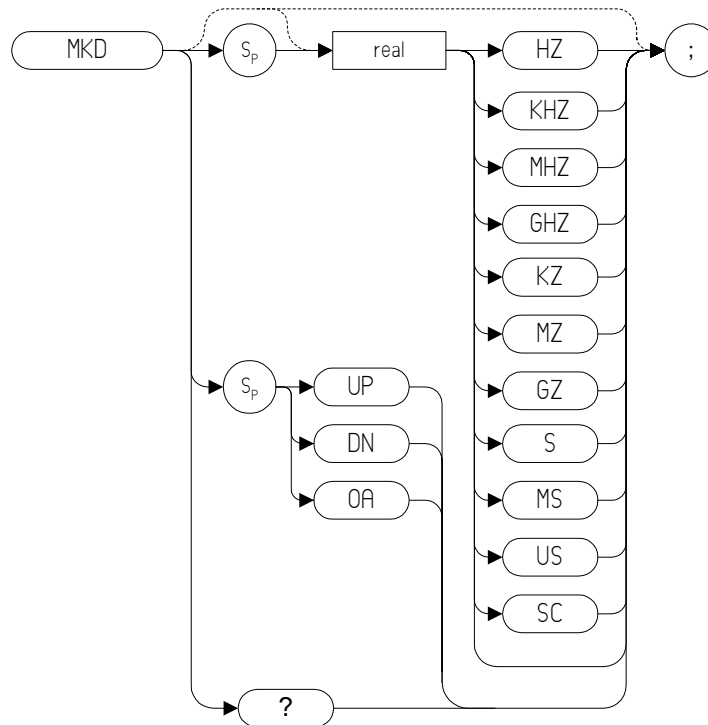 MKD SP real HZ ;
KHZ
MHZ
GHZ
KZ
MZ
SP UP GZ
DN S
OA MS
US
SC
?